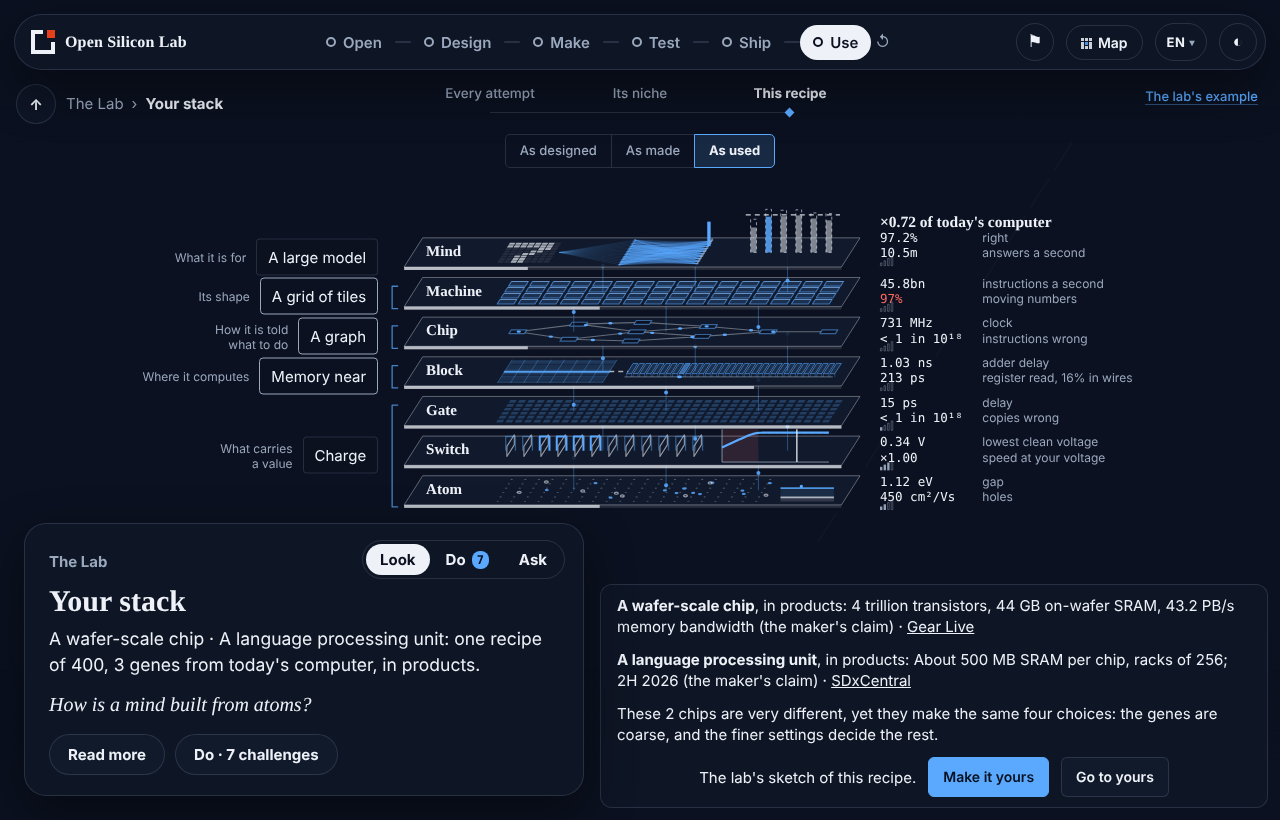 Open Silicon Lab
Open
Design
Make
Test
Ship
Use
Map
EN
The Lab › Your stack
Every attempt
Its niche
This recipe
The lab's example
As designed
As made
As used
What it is for
A large model
Its shape
A grid of tiles
How it is told
what to do
A graph
Where it computes
Memory near
What carries
a value
Charge
Mind
Machine
Chip
Block
Gate
Switch
Atom
×0.72 of today's computer
97.2% right
10.5m answers a second
45.8bn instructions a second
97% moving numbers
731 MHz clock
< 1 in 10¹⁸ instructions wrong
1.03 ns adder delay
213 ps register read, 16% in wires
15 ps delay
< 1 in 10¹⁸ copies wrong
0.34 V lowest clean voltage
×1.00 speed at your voltage
1.12 eV gap
450 cm²/Vs holes
The Lab
Look
Do 7
Ask
Your stack
A wafer-scale chip · A language processing unit: one recipe
of 400, 3 genes from today's computer, in products.
How is a mind built from atoms?
Read more
Do · 7 challenges
A wafer-scale chip, in products: 4 trillion transistors, 44 GB on-wafer SRAM, 43.2 PB/s
memory bandwidth (the maker's claim) · Gear Live
A language processing unit, in products: About 500 MB SRAM per chip, racks of 256;
2H 2026 (the maker's claim) · SDxCentral
These 2 chips are very different, yet they make the same four choices: the genes are
coarse, and the finer settings decide the rest.
The lab's sketch of this recipe.
Make it yours
Go to yours